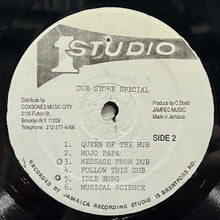 1 STUDIO
DUB STORE SPECIAL
Distribute by
COXSONES MUSIC CITY
3135 Fulton St.,
Brooklyn NY 11208
Telephone: 212-277-4166
Produce by C.Dodd
JAMREC MUSIC
Made in Jamaica
SIDE 2
1 QUEEN OF THE RUB
2 MOJO PAPA
3 MESSAGE FROM DUB
4 FOLLOW THIS DUB
5 IDLE BURG
6 MUSICAL SCIENCE
RECORDED BY JAMAICA RECORDING STUDIO 13 BRENTFORD RD.